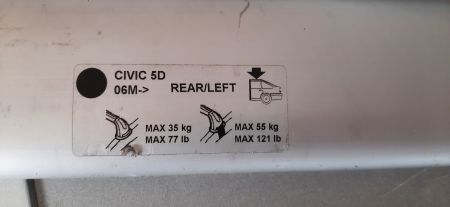 CIVIC 5D
06M-> REAR/LEFT
MAX 35 kg
MAX 77 lb
MAX 55 kg
MAX 121 lb